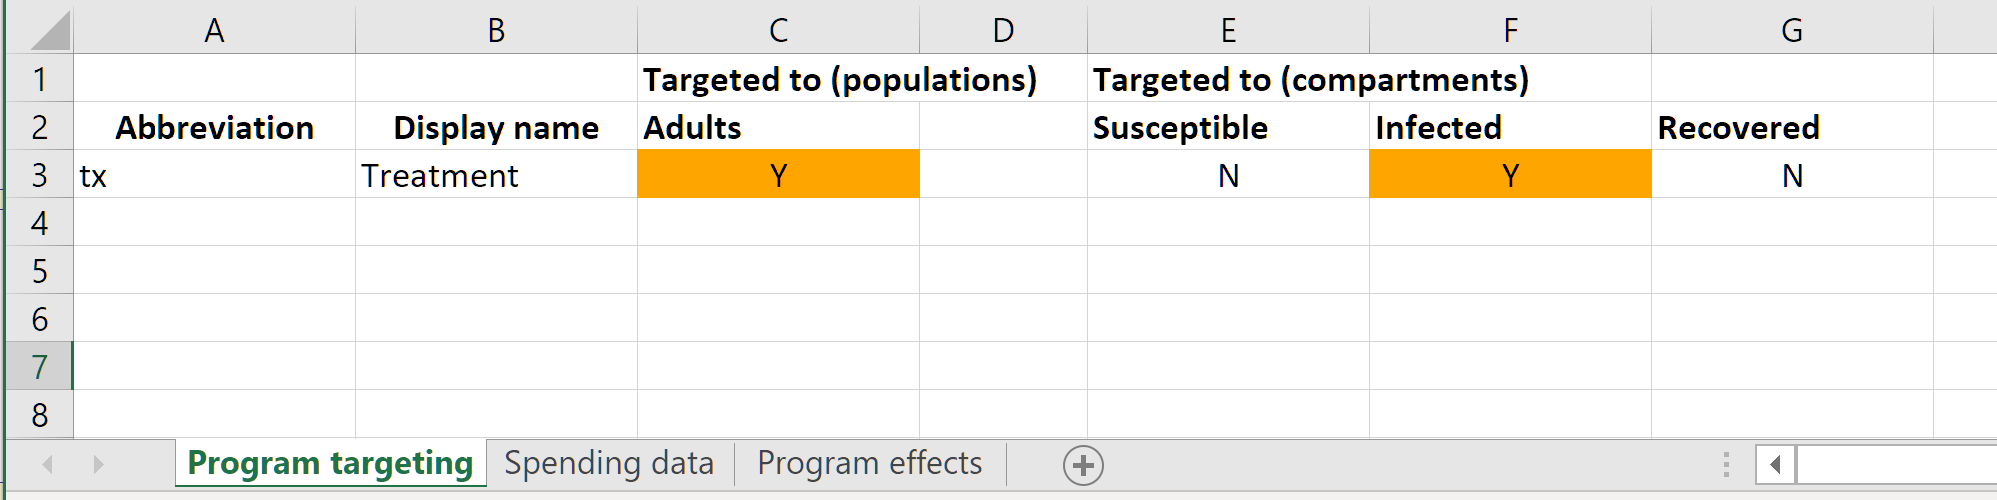 A B C D E F G
1 Targeted to (populations) Targeted to (compartments)
2 Abbreviation Display name Adults Susceptible Infected Recovered
3 tx Treatment Y N Y N
4
5
6
7
8
Program targeting Spending data Program effects